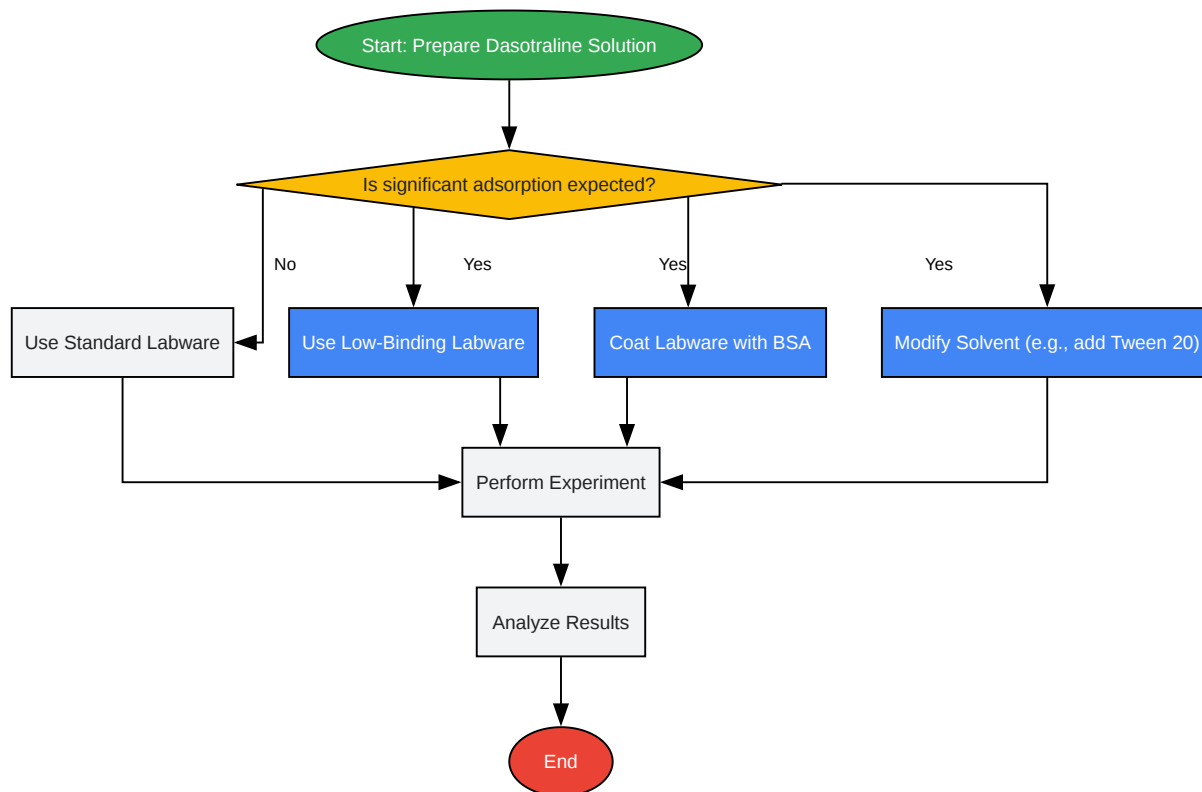 Start: Prepare Dasotraline Solution
Is significant adsorption expected?
No
Yes
Yes
Yes
Use Standard Labware
Use Low-Binding Labware
Coat Labware with BSA
Modify Solvent (e.g., add Tween 20)
Perform Experiment
Analyze Results
End